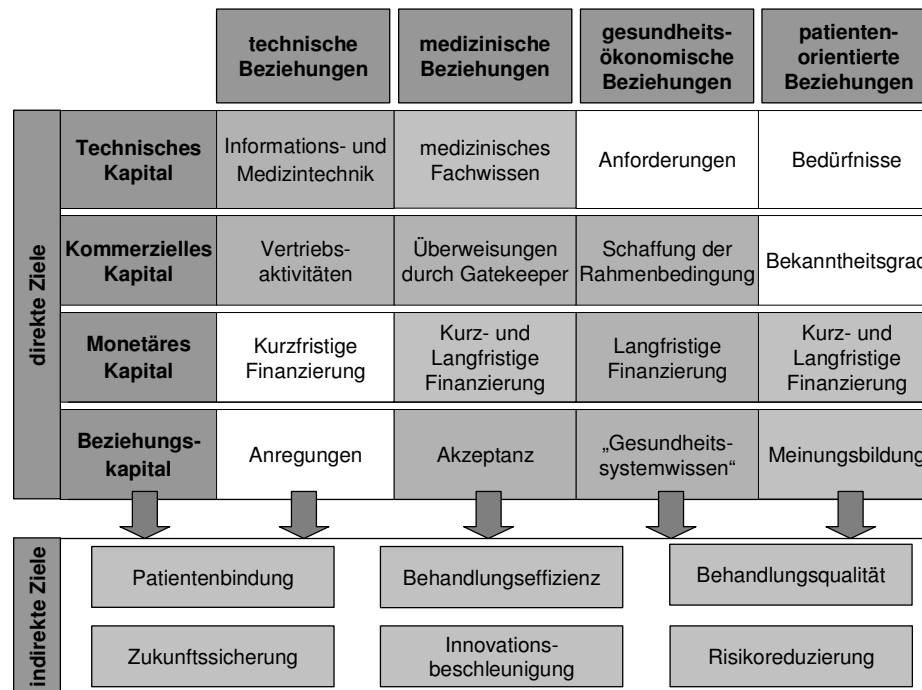 technische
Beziehungen
medizinische
Beziehungen
gesundheits-
ökonomische
Beziehungen
patienten-
orientierte
Beziehungen
direkte Ziele
Technisches
Kapital
Informations- und
Medizintechnik
medizinisches
Fachwissen
Anforderungen
Bedürfnisse
Kommerzielles
Kapital
Vertriebs-
aktivitäten
Überweisungen
durch Gatekeeper
Schaffung der
Rahmenbedingung
Bekanntheitsgrad
Monetäres
Kapital
Kurzfristige
Finanzierung
Kurz- und
Langfristige
Finanzierung
Langfristige
Finanzierung
Kurz- und
Langfristige
Finanzierung
Beziehungs-
kapital
Anregungen
Akzeptanz
„Gesundheits-
systemwissen“
Meinungsbildung
indirekte Ziele
Patientenbindung
Behandlungseffizienz
Behandlungsqualität
Zukunftssicherung
Innovations-
beschleunigung
Risikoreduzierung